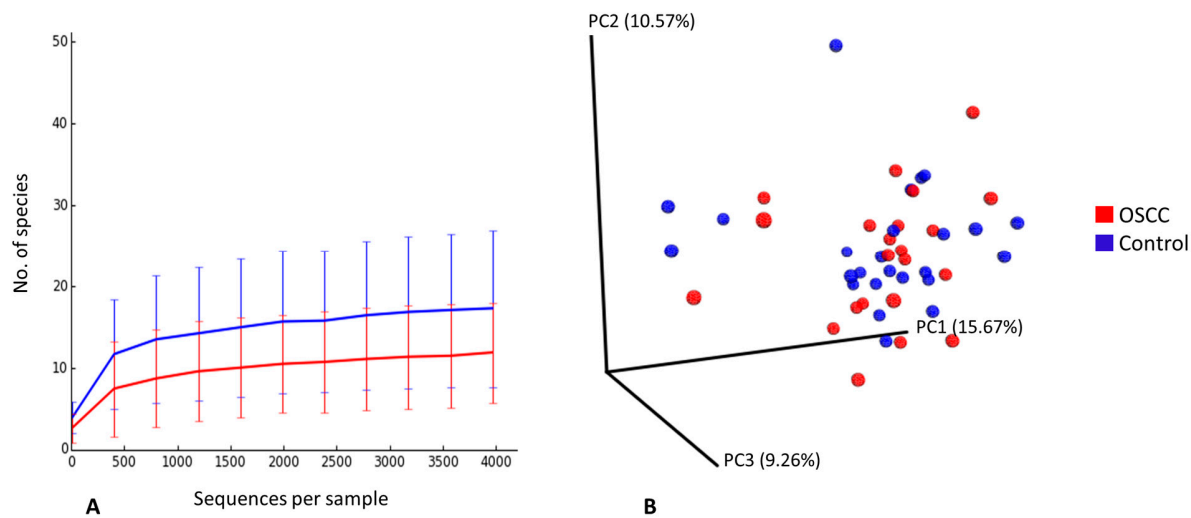 50
40
30
20
10
0
No. of species
0 500 1000 1500 2000 2500 3000 3500 4000
Sequences per sample
A
PC2 (10.57%)
PC1 (15.67%)
PC3 (9.26%)
B
OSCC
Control